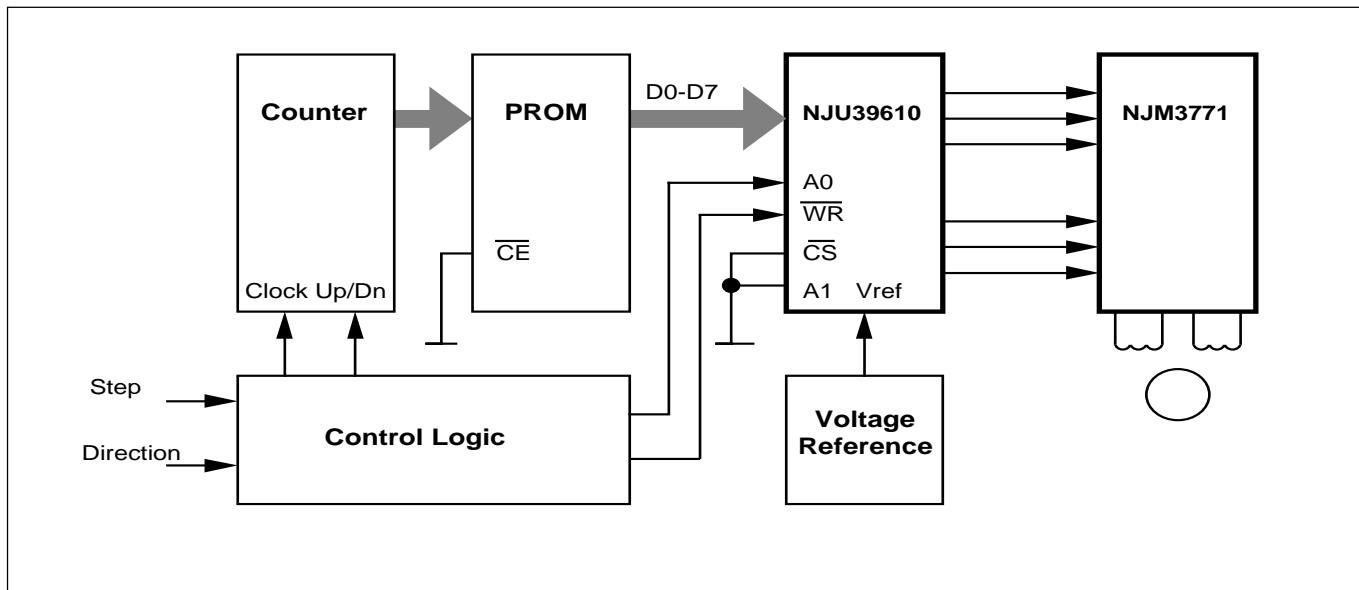 D0-D7
Counter
PROM
NJU39610
NJM3771
A0
WR
CE
CS
Clock Up/Dn
A1 Vref
Step
Direction
Control Logic
Voltage
Reference